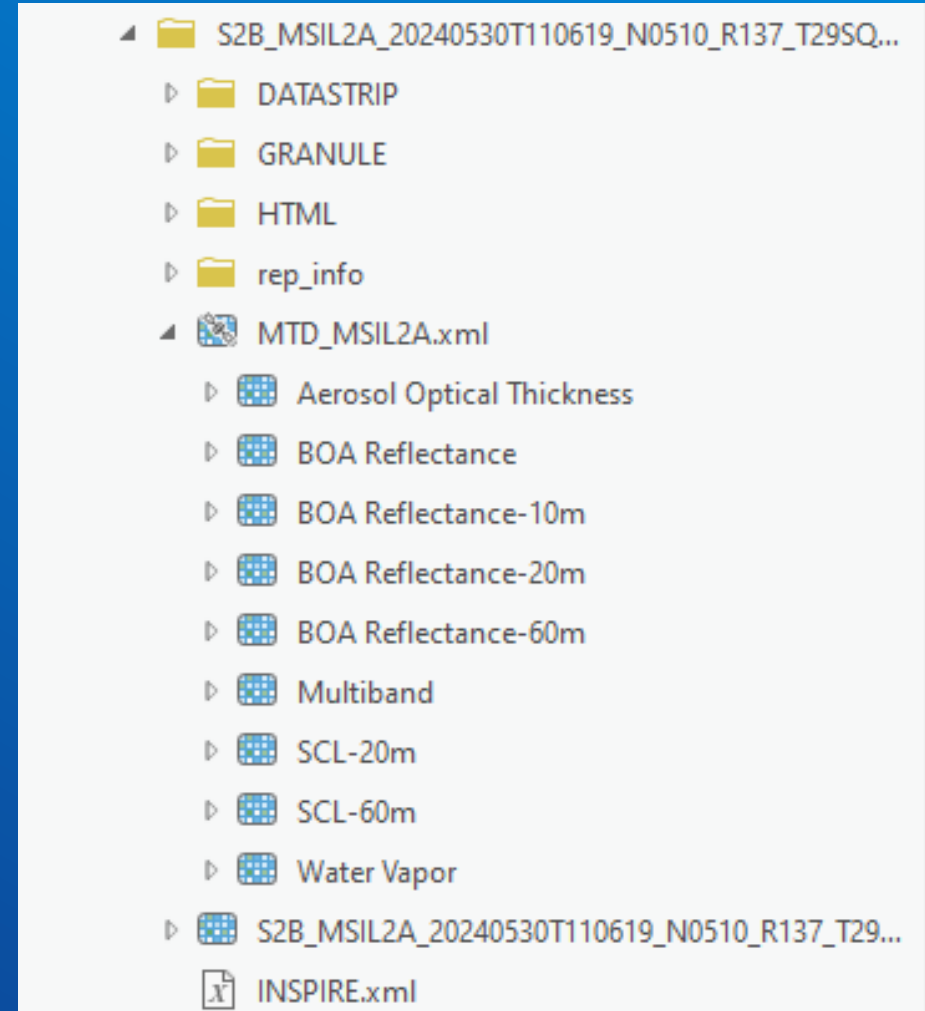 S2B_MSIL2A_20240530T110619_N0510_R137_T29SQ...
DATASTRIP
GRANULE
HTML
rep_info
MTD_MSIL2A.xml
Aerosol Optical Thickness
BOA Reflectance
BOA Reflectance-10m
BOA Reflectance-20m
BOA Reflectance-60m
Multiband
SCL-20m
SCL-60m
Water Vapor
S2B_MSIL2A_20240530T110619_N0510_R137_T29...
INSPIRE.xml